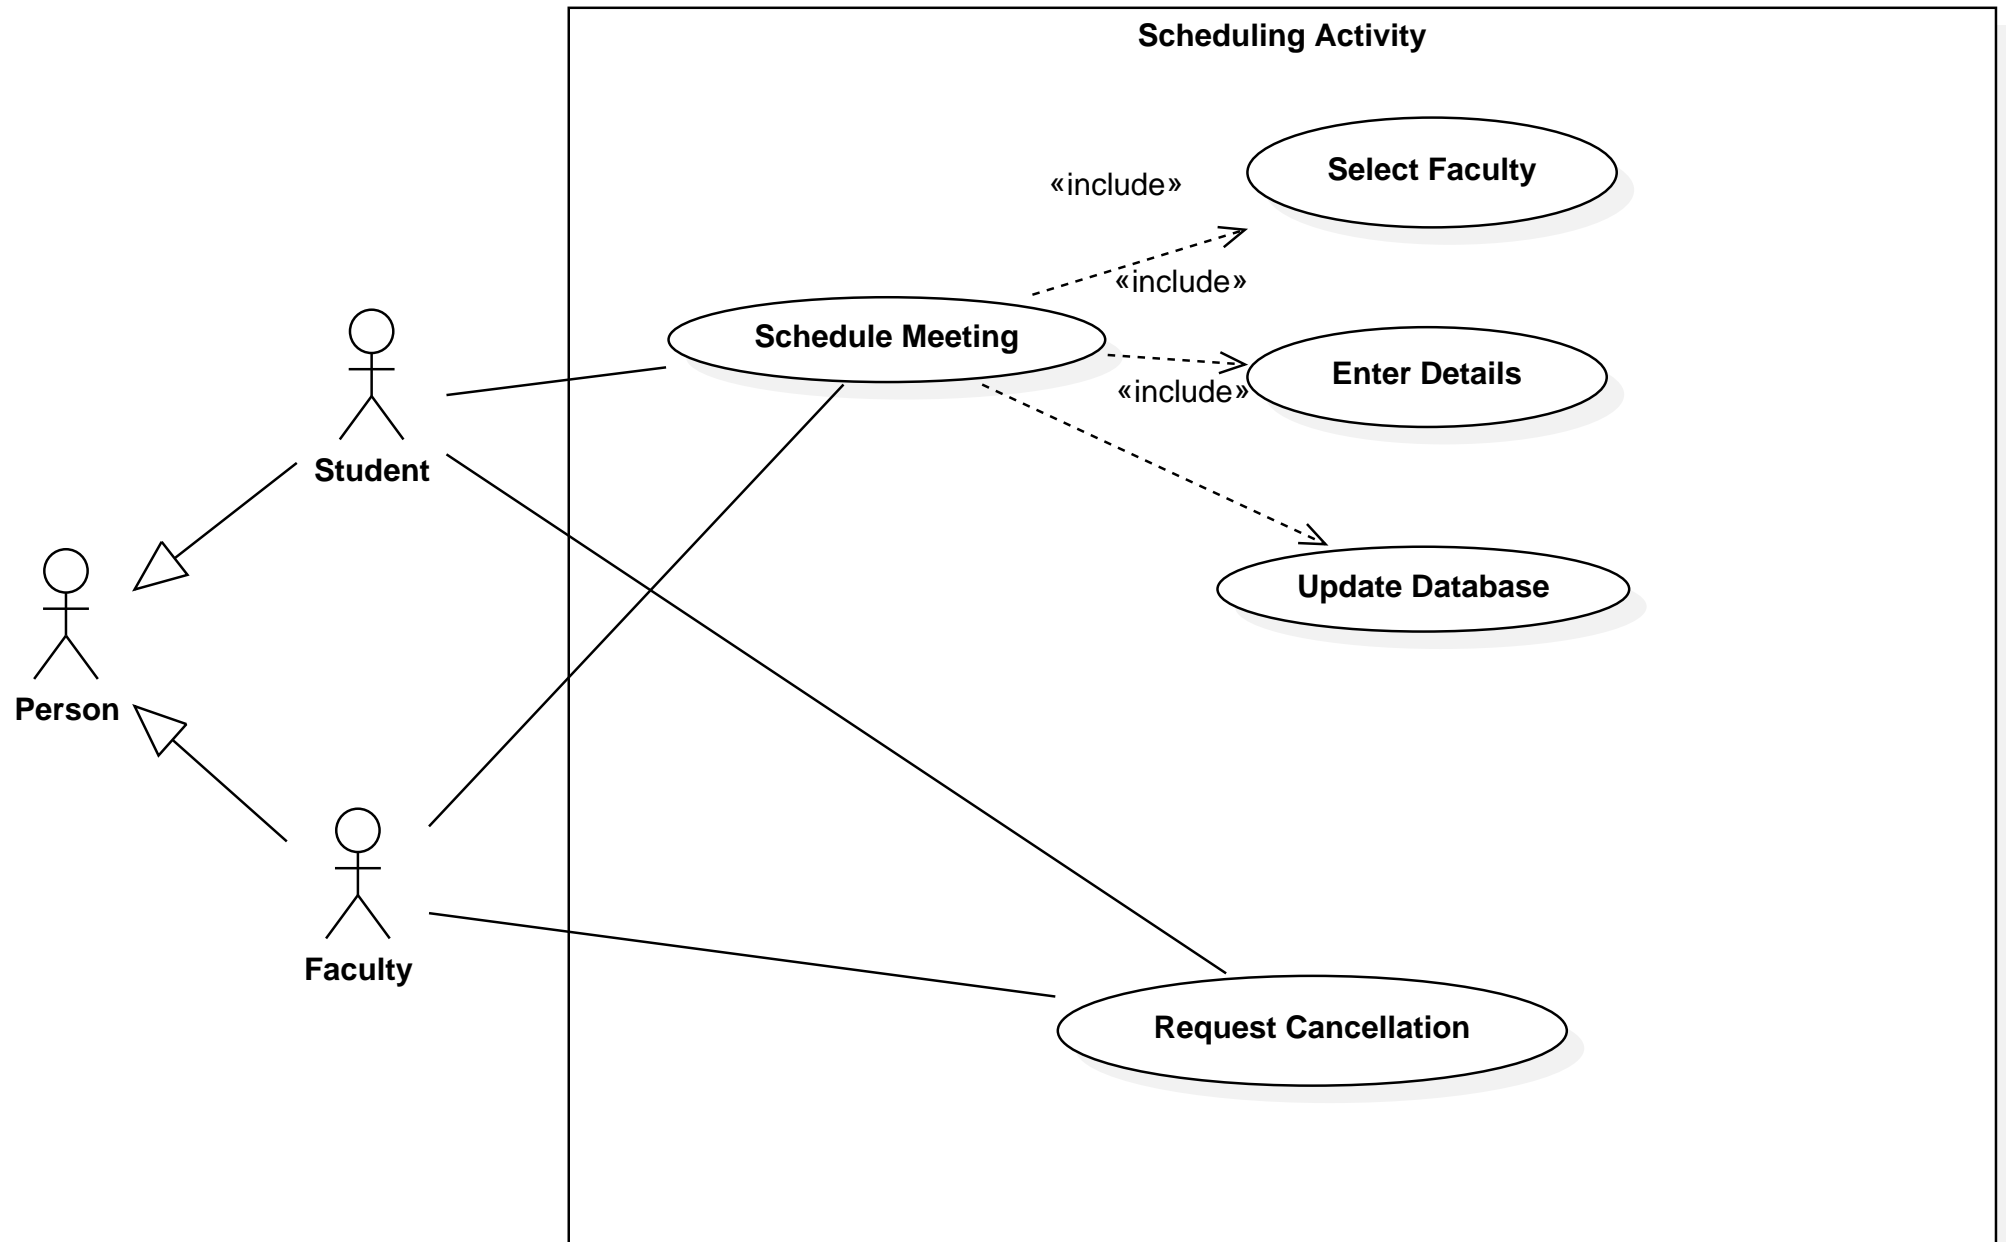 Scheduling Activity
Select Faculty
«include»
«include»
Schedule Meeting
Enter Details
«include»
Student
Update Database
Person
Faculty
Request Cancellation